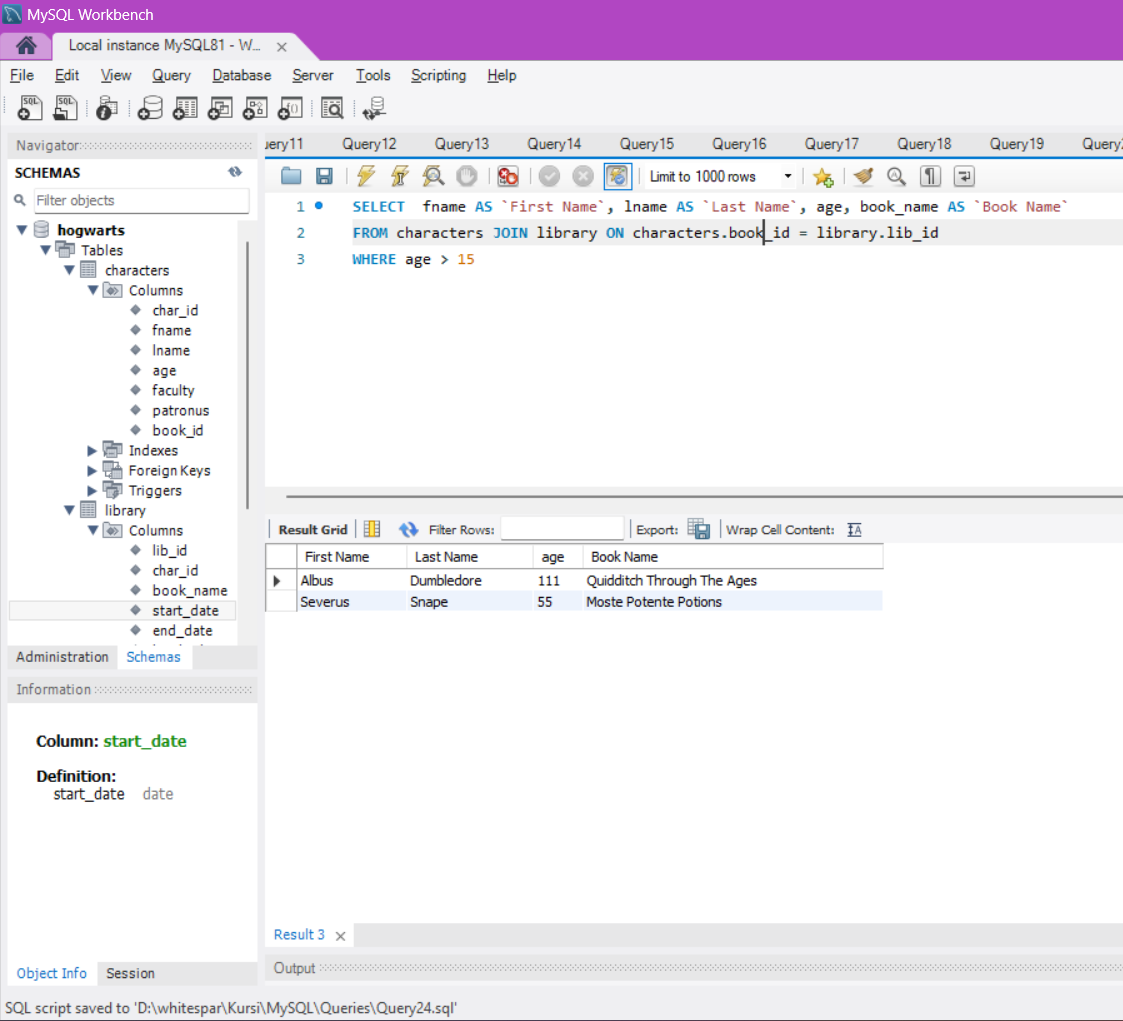 MySQL Workbench
Local instance MySQL81 - W...
File Edit View Query Database Server Tools Scripting Help
Navigator
SCHEMAS
Filter objects
hogwarts
Tables
characters
Columns
char_id
fname
lname
age
faculty
patronus
book_id
Indexes
Foreign Keys
Triggers
library
Columns
lib_id
char_id
book_name
start_date
end_date
Administration Schemas
Information
Column: start_date
Definition:
start_date date
Object Info Session
Query12 Query13 Query14 Query15 Query16 Query17 Query18 Query19
Limit to 1000 rows
1 SELECT fname AS `First Name`, lname AS `Last Name`, age, book_name AS `Book Name`
2 FROM characters JOIN library ON characters.book_id = library.lib_id
3 WHERE age > 15
Result Grid Filter Rows: Export: Wrap Cell Content:
First Name Last Name age Book Name
Albus Dumbledore 111 Quidditch Through The Ages
Severus Snape 55 Moste Potente Potions
Result 3
Output
SQL script saved to 'D:\whitespar\Kursi\MySQL\Queries\Query24.sql'